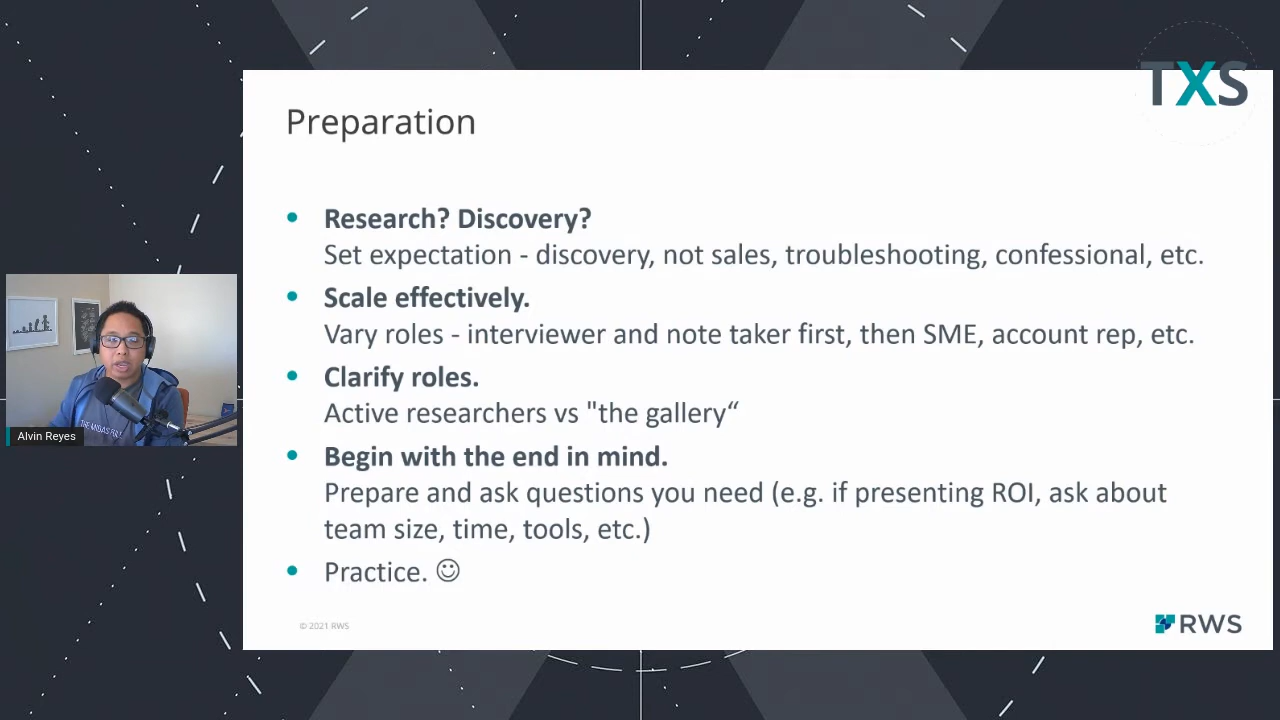 TXS
Preparation
• Research? Discovery?
Set expectation - discovery, not sales, troubleshooting, confessional, etc.
• Scale effectively.
Vary roles - interviewer and note taker first, then SME, account rep, etc.
• Clarify roles.
Active researchers vs "the gallery“
• Begin with the end in mind.
Prepare and ask questions you need (e.g. if presenting ROI, ask about
team size, time, tools, etc.)
• Practice. ☺
© 2021 RWS
RWS
Alvin Reyes